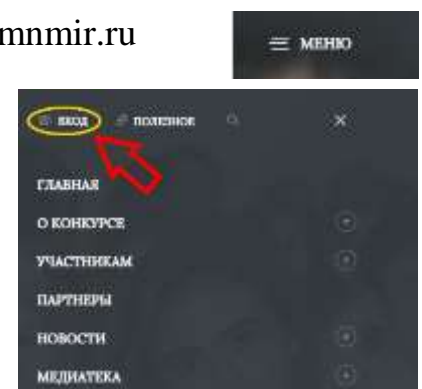 mnmir.ru
МЕНЮ
ВХОД ПОЛЕЗНОЕ
ГЛАВНАЯ
О КОНКУРСЕ
УЧАСТНИКАМ
ПАРТНЕРЫ
НОВОСТИ
МЕДИАТЕКА